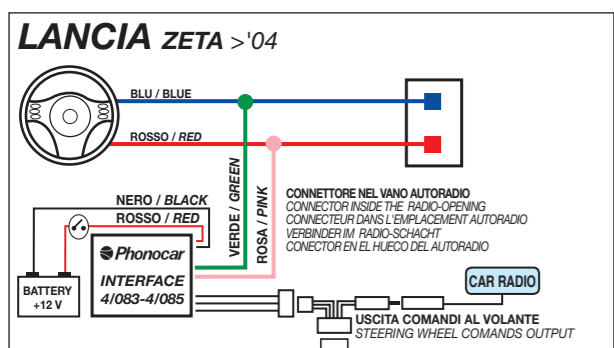 LANCIA ZETA >'04
BLU / BLUE
ROSSO / RED
VERDE / GREEN
ROSA / PINK
NERO / BLACK
ROSSO / RED
CONNETTORE NEL VANO AUTORADIO
CONNECTOR INSIDE THE RADIO-OPENING
CONNECTEUR DANS L'EMPLACEMENT AUTORADIO
VERBINDER IM RADIO-SCHACHT
CONECTOR EN EL HUECO DEL AUTORADIO
Phonocar
INTERFACE
4/083-4/085
BATTERY
+12 V
CAR RADIO
USCITA COMANDI AL VOLANTE
STEERING WHEEL COMANDS OUTPUT